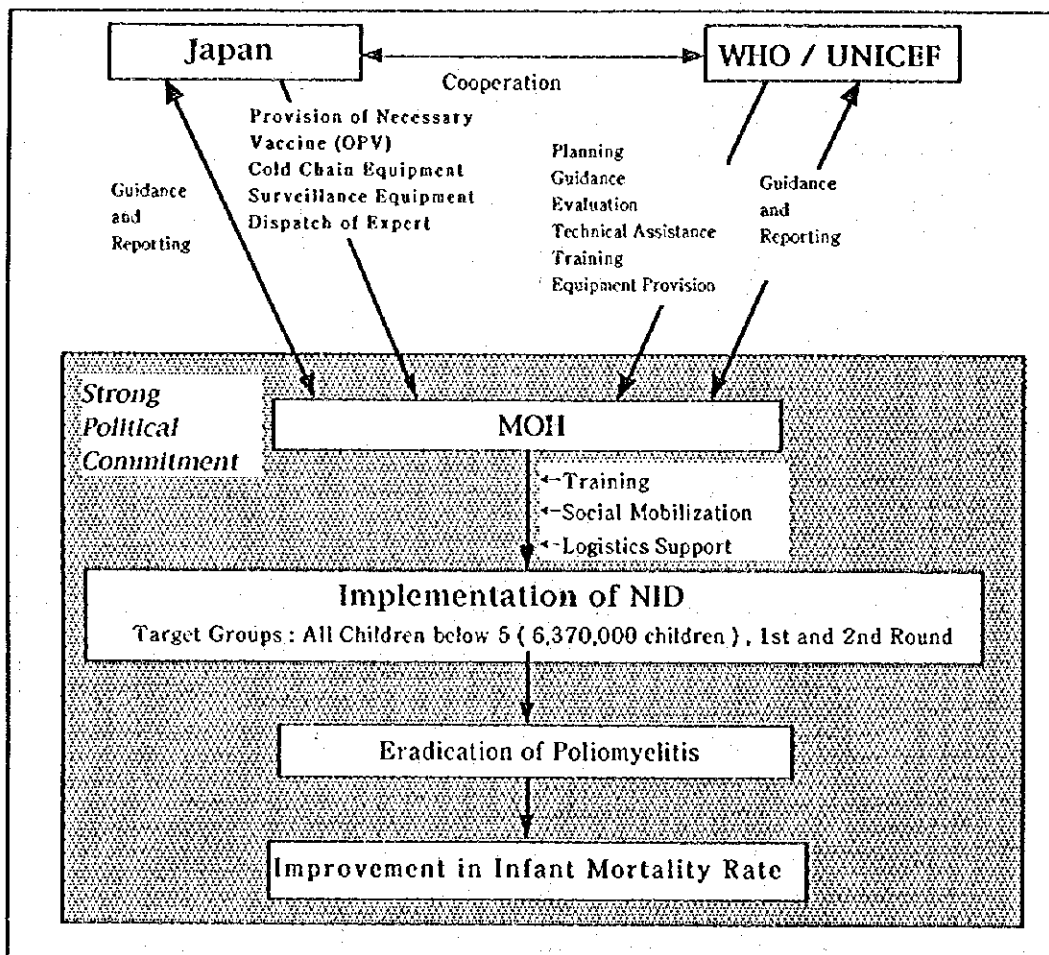 Japan
WHO / UNICEF
Cooperation
Provision of Necessary
Vaccine (OPV)
Cold Chain Equipment
Surveillance Equipment
Dispatch of Expert
Guidance
and
Reporting
Planning
Guidance
Evaluation
Technical Assistance
Training
Equipment Provision
Guidance
and
Reporting
Strong
Political
Commitment
MOH
Training
Social Mobilization
Logistics Support
Implementation of NID
Target Groups : All Children below 5 ( 6,370,000 children) , 1st and 2nd Round
Eradication of Poliomyelitis
Improvement in Infant Mortality Rate